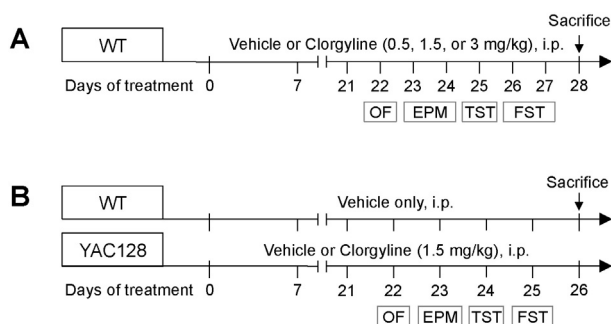 A
WT
Vehicle or Clorgyline (0.5, 1.5, or 3 mg/kg), i.p.
Sacrifice
Days of treatment 0 7 21 22 23 24 25 26 27 28
OF EPM TST FST
B
WT
Vehicle only, i.p.
Sacrifice
YAC128
Vehicle or Clorgyline (1.5 mg/kg), i.p.
Days of treatment 0 7 21 22 23 24 25 26
OF EPM TST FST